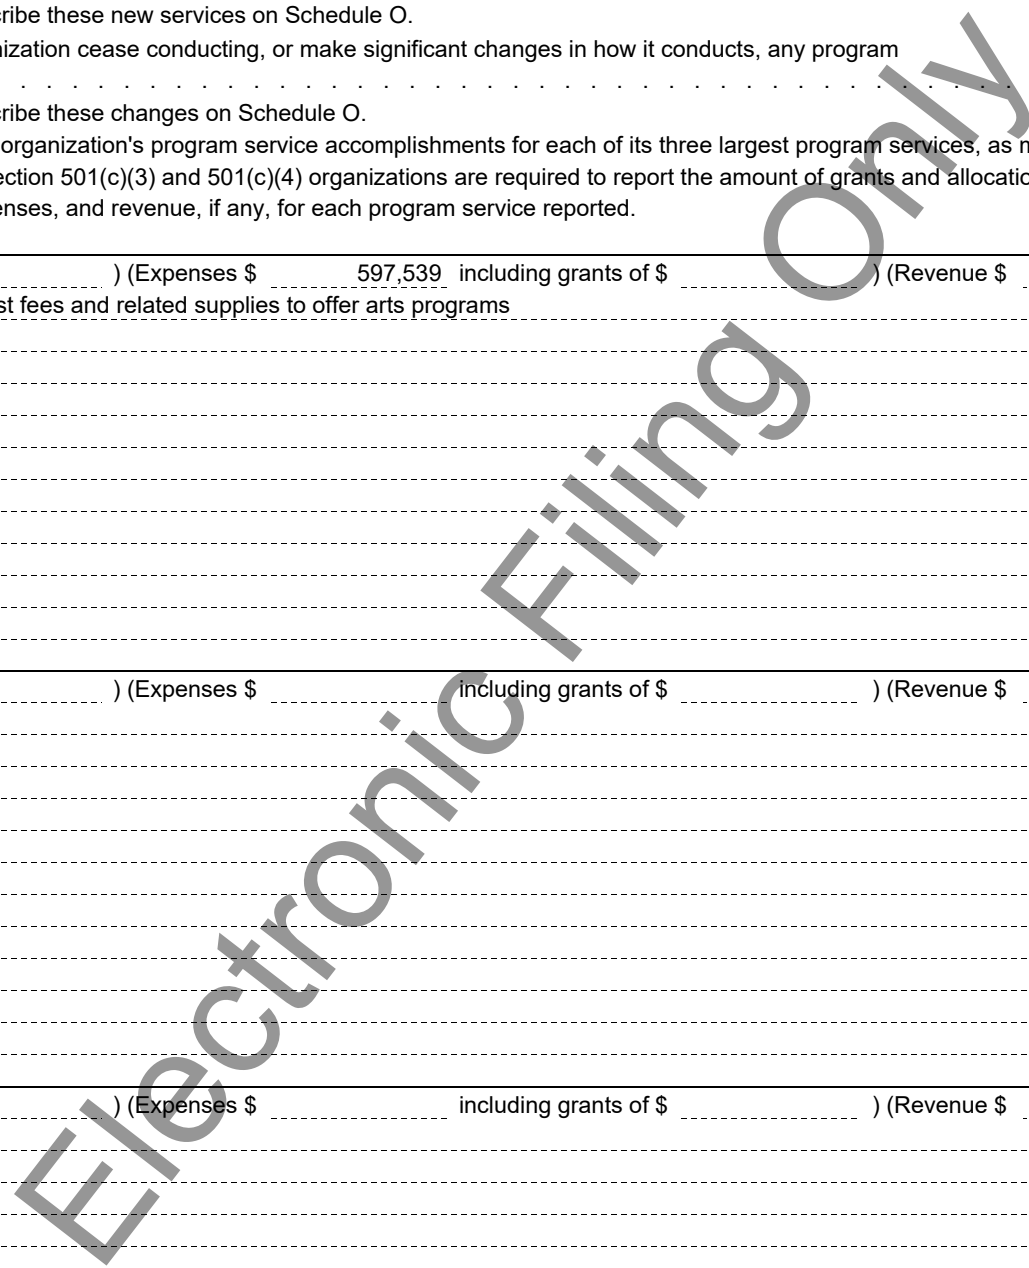 cribe these new services on Schedule O.
nization cease conducting, or make significant changes in how it conducts, any program
. . . . . . . . . . . . . . . . . . . . . . . . . . . . . . . . . . . . . . .
cribe these changes on Schedule O.
organization's program service accomplishments for each of its three largest program services, as m
ection 501(c)(3) and 501(c)(4) organizations are required to report the amount of grants and allocatio
enses, and revenue, if any, for each program service reported.
) (Expenses $ 597,539 including grants of $ ) (Revenue $
st fees and related supplies to offer arts programs
) (Expenses $ including grants of $ ) (Revenue $
) (Expenses $ including grants of $ ) (Revenue $
Electronic Filing Only